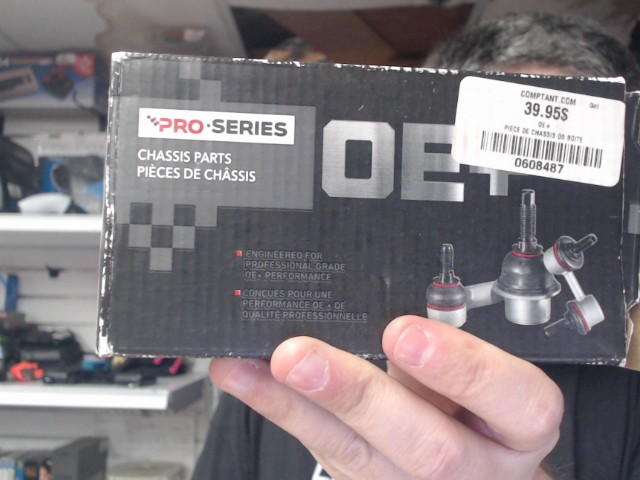 PRO·SERIES
CHASSIS PARTS
PIÈCES DE CHÂSSIS
OE+
COMPTANT.COM
39.95$
OE+
PIECE DE CHASSIS DS BOITE
0608487
ENGINEERED FOR
PROFESSIONAL GRADE
OE+ PERFORMANCE
CONÇUES POUR UNE
PERFORMANCE OE + DE
QUALITÉ PROFESSIONNELLE